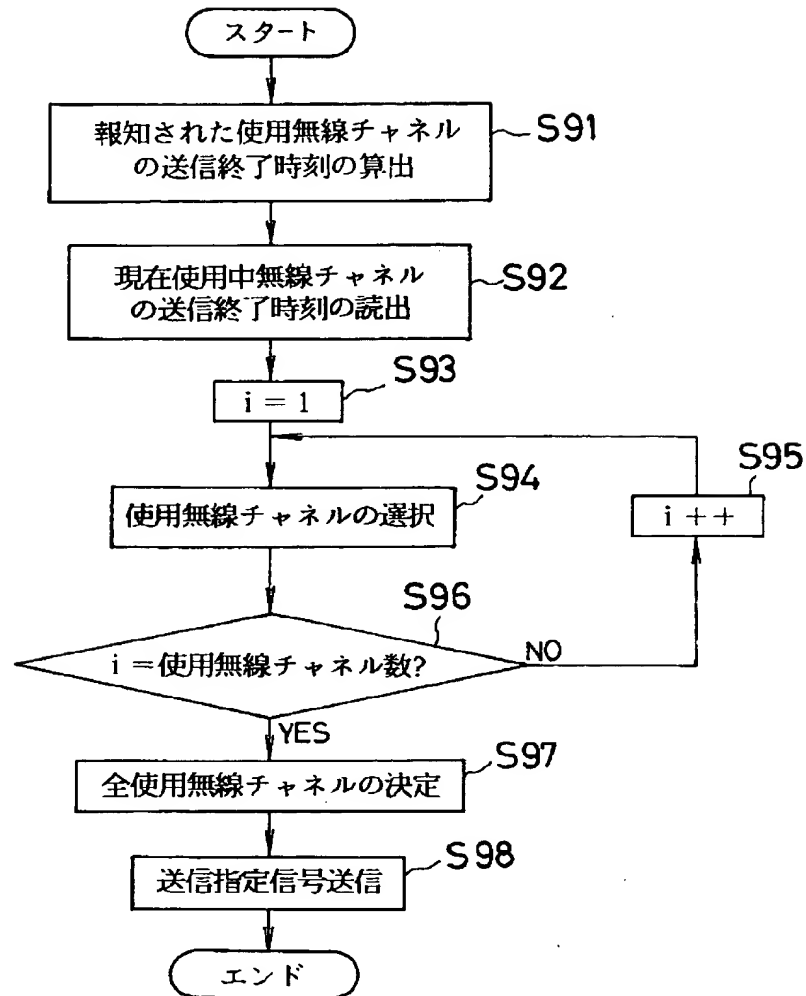 スタート
報知された使用無線チャネル
の送信終了時刻の算出
S91
現在使用中無線チャネル
の送信終了時刻の読出
S92
S93
i = 1
S94
使用無線チャネルの選択
S95
i + +
S96
i =使用無線チャネル数?
NO
YES
全使用無線チャネルの決定
S97
送信指定信号送信
S98
エンド